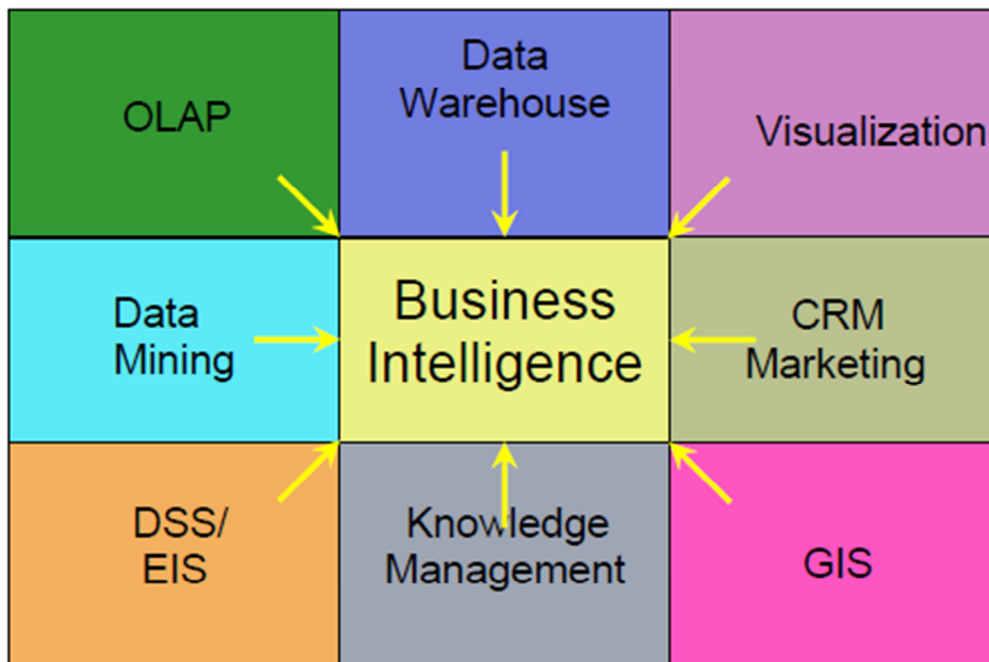 OLAP
Data
Warehouse
Visualization
Data
Mining
Business
Intelligence
CRM
Marketing
DSS/
EIS
Knowledge
Management
GIS